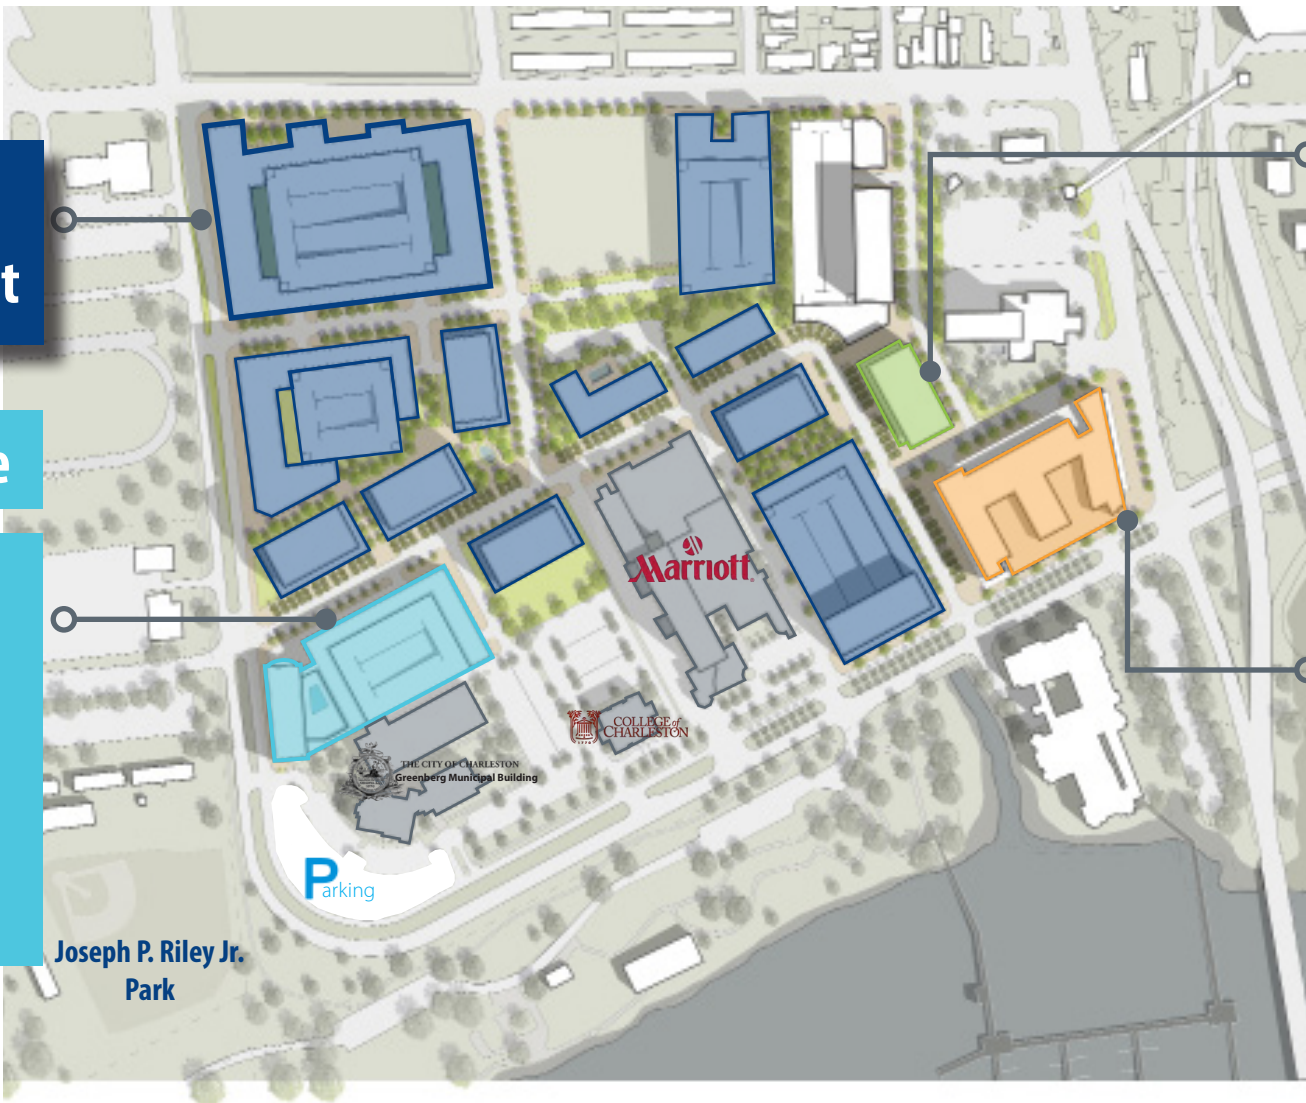 t
e
Marriott
COLLEGE of
CHARLESTON
THE CITY OF CHARLESTON
Greenberg Municipal Building
Parking
Joseph P. Riley Jr.
Park